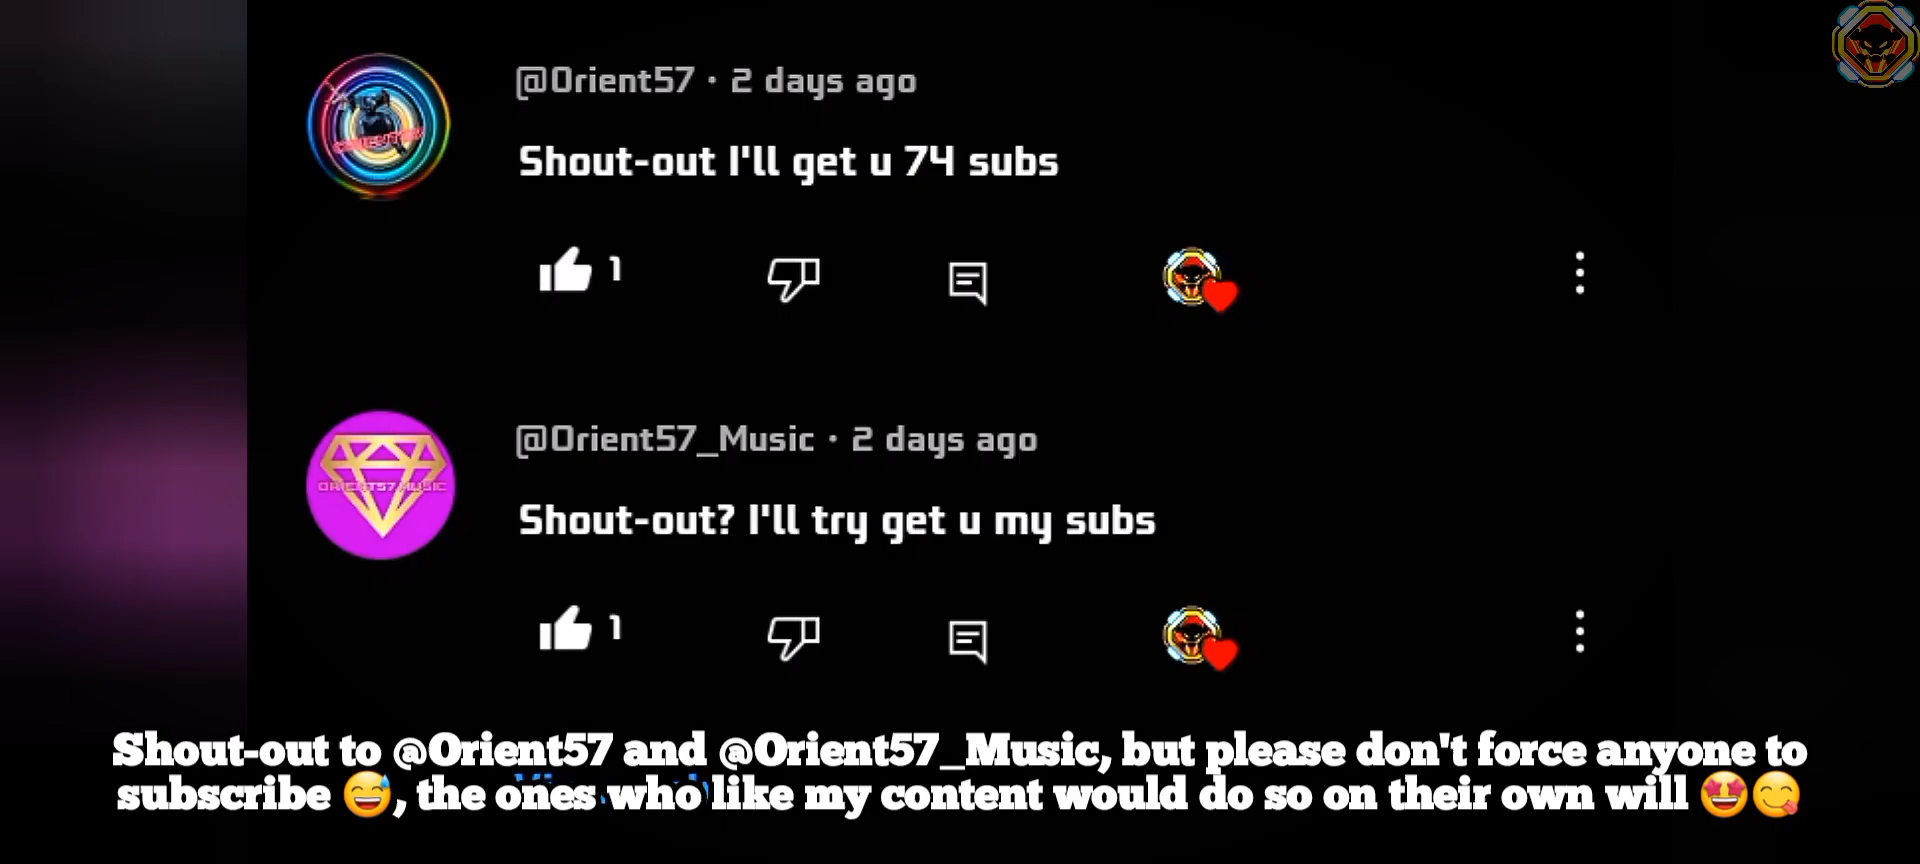 @Orient57 · 2 days ago
Shout-out I'll get u 74 subs
1
@Orient57_Music · 2 days ago
ORIENT57 MUSIC
Shout-out? I'll try get u my subs
1
Shout-out to @Orient57 and @Orient57_Music, but please don't force anyone to
subscribe 😅, the ones who like my content would do so on their own will 🤩😋